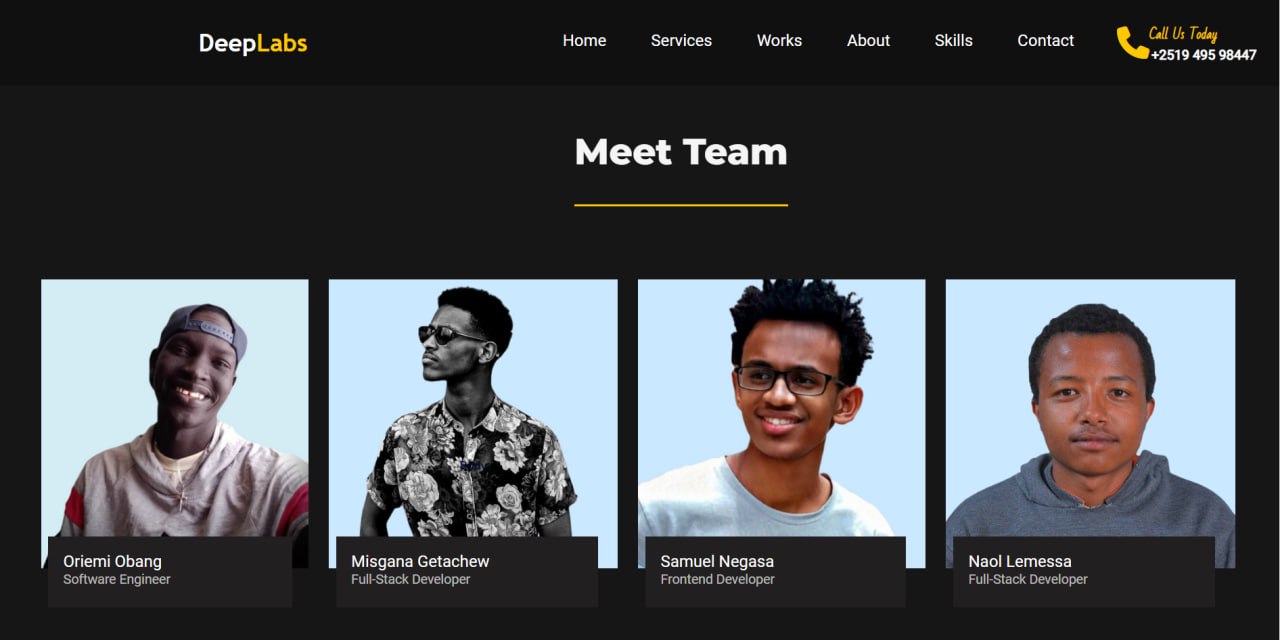 DeepLabs
Home Services Works About Skills Contact
Call Us Today
+2519 495 98447
Meet Team
Oriemi Obang
Software Engineer
Misgana Getachew
Full-Stack Developer
Samuel Negasa
Frontend Developer
Naol Lemessa
Full-Stack Developer